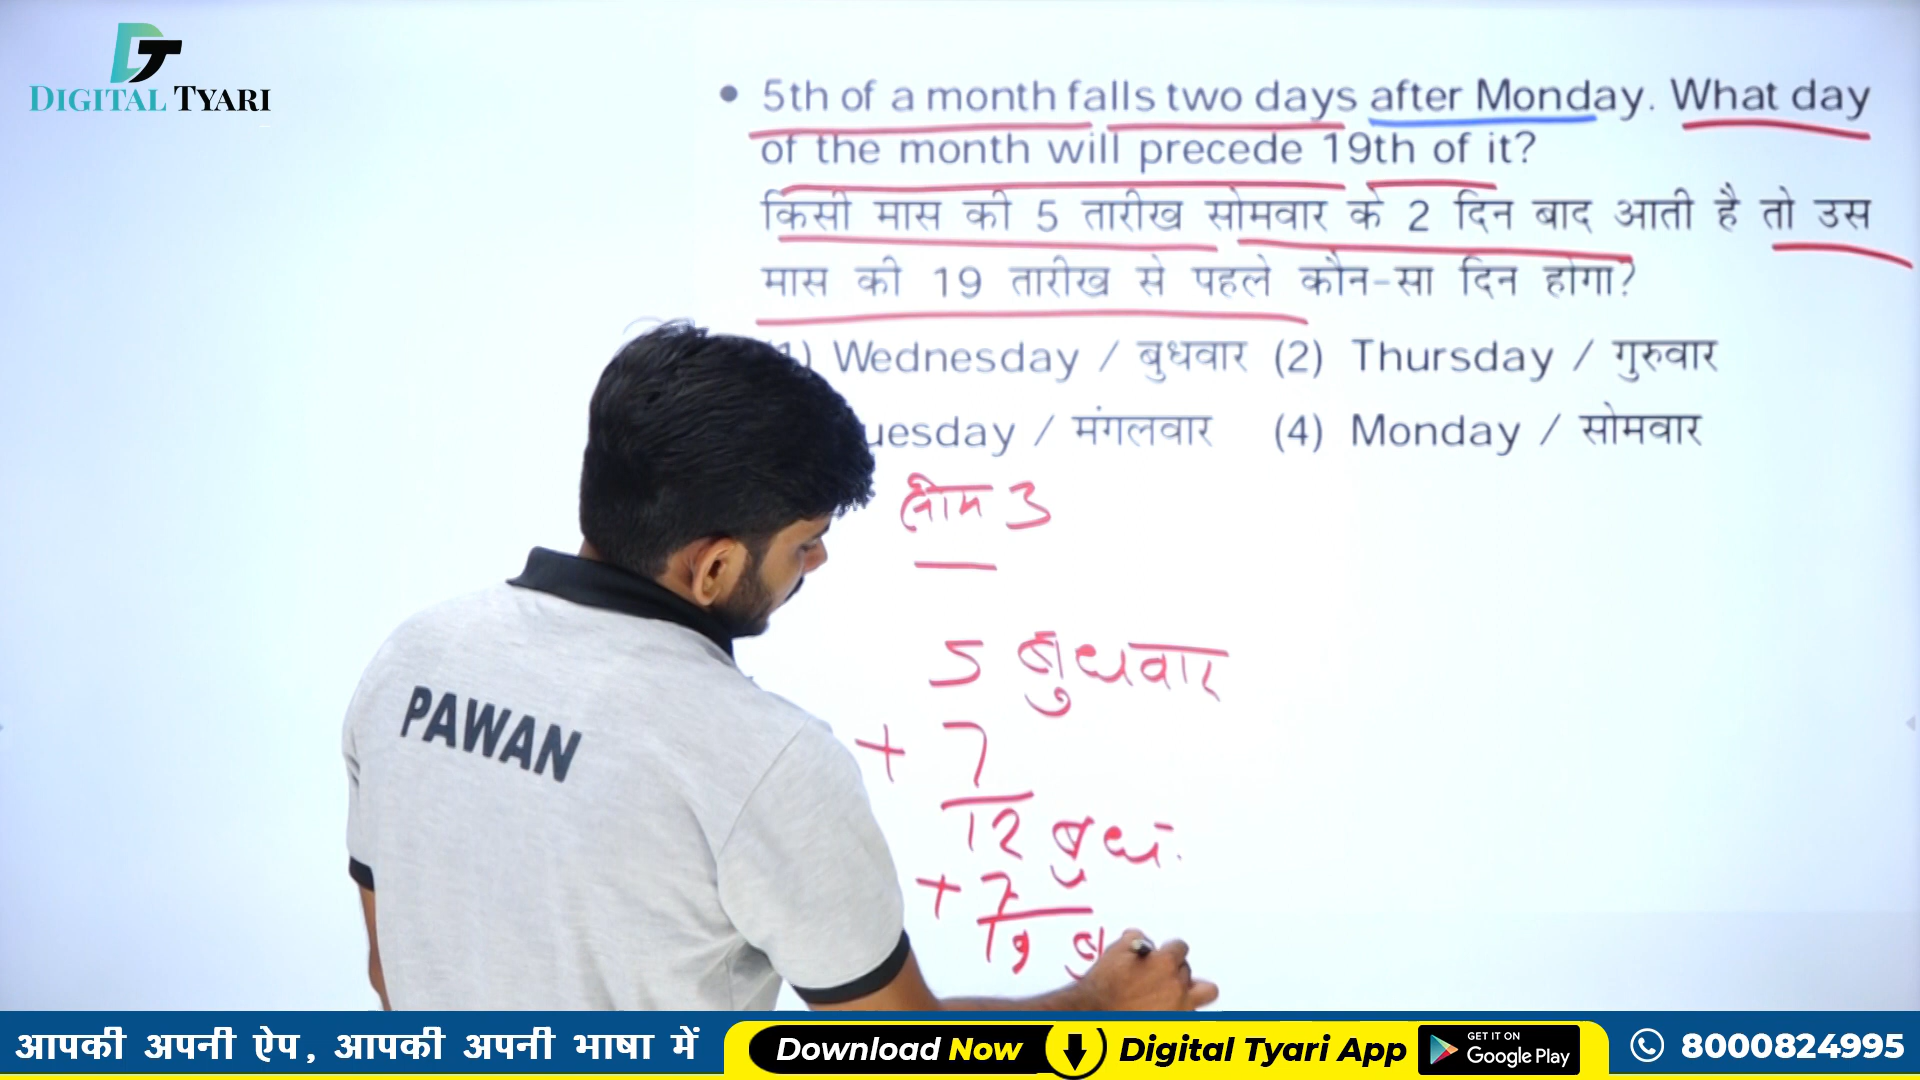 DIGITAL TYARI
• 5th of a month falls two days after Monday. What day
of the month will precede 19th of it?
किसी मास की 5 तारीख सोमवार के 2 दिन बाद आती है तो उस
मास की 19 तारीख से पहले कौन-सा दिन होगा?
1) Wednesday / बुधवार (2) Thursday / गुरुवार
uesday / मंगलवार (4) Monday / सोमवार
3
5 बुधवार
+ 7
12 बुध.
+ 7
19 बु
PAWAN
आपकी अपनी ऐप, आपकी अपनी भाषा में
Download Now
Digital Tyari App
GET IT ON
Google Play
8000824995